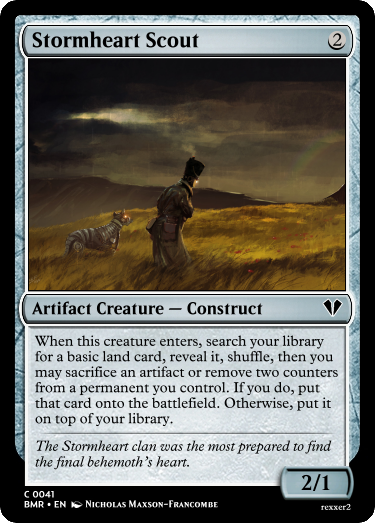 Stormheart Scout 2
Artifact Creature — Construct
When this creature enters, search your library
for a basic land card, reveal it, shuffle, then you
may sacrifice an artifact or remove two counters
from a permanent you control. If you do, put
that card onto the battlefield. Otherwise, put it
on top of your library.
The Stormheart clan was the most prepared to find
the final behemoth's heart.
2/1
C 0041
BMR • EN Nicholas Maxson-Francombe
rexxer2